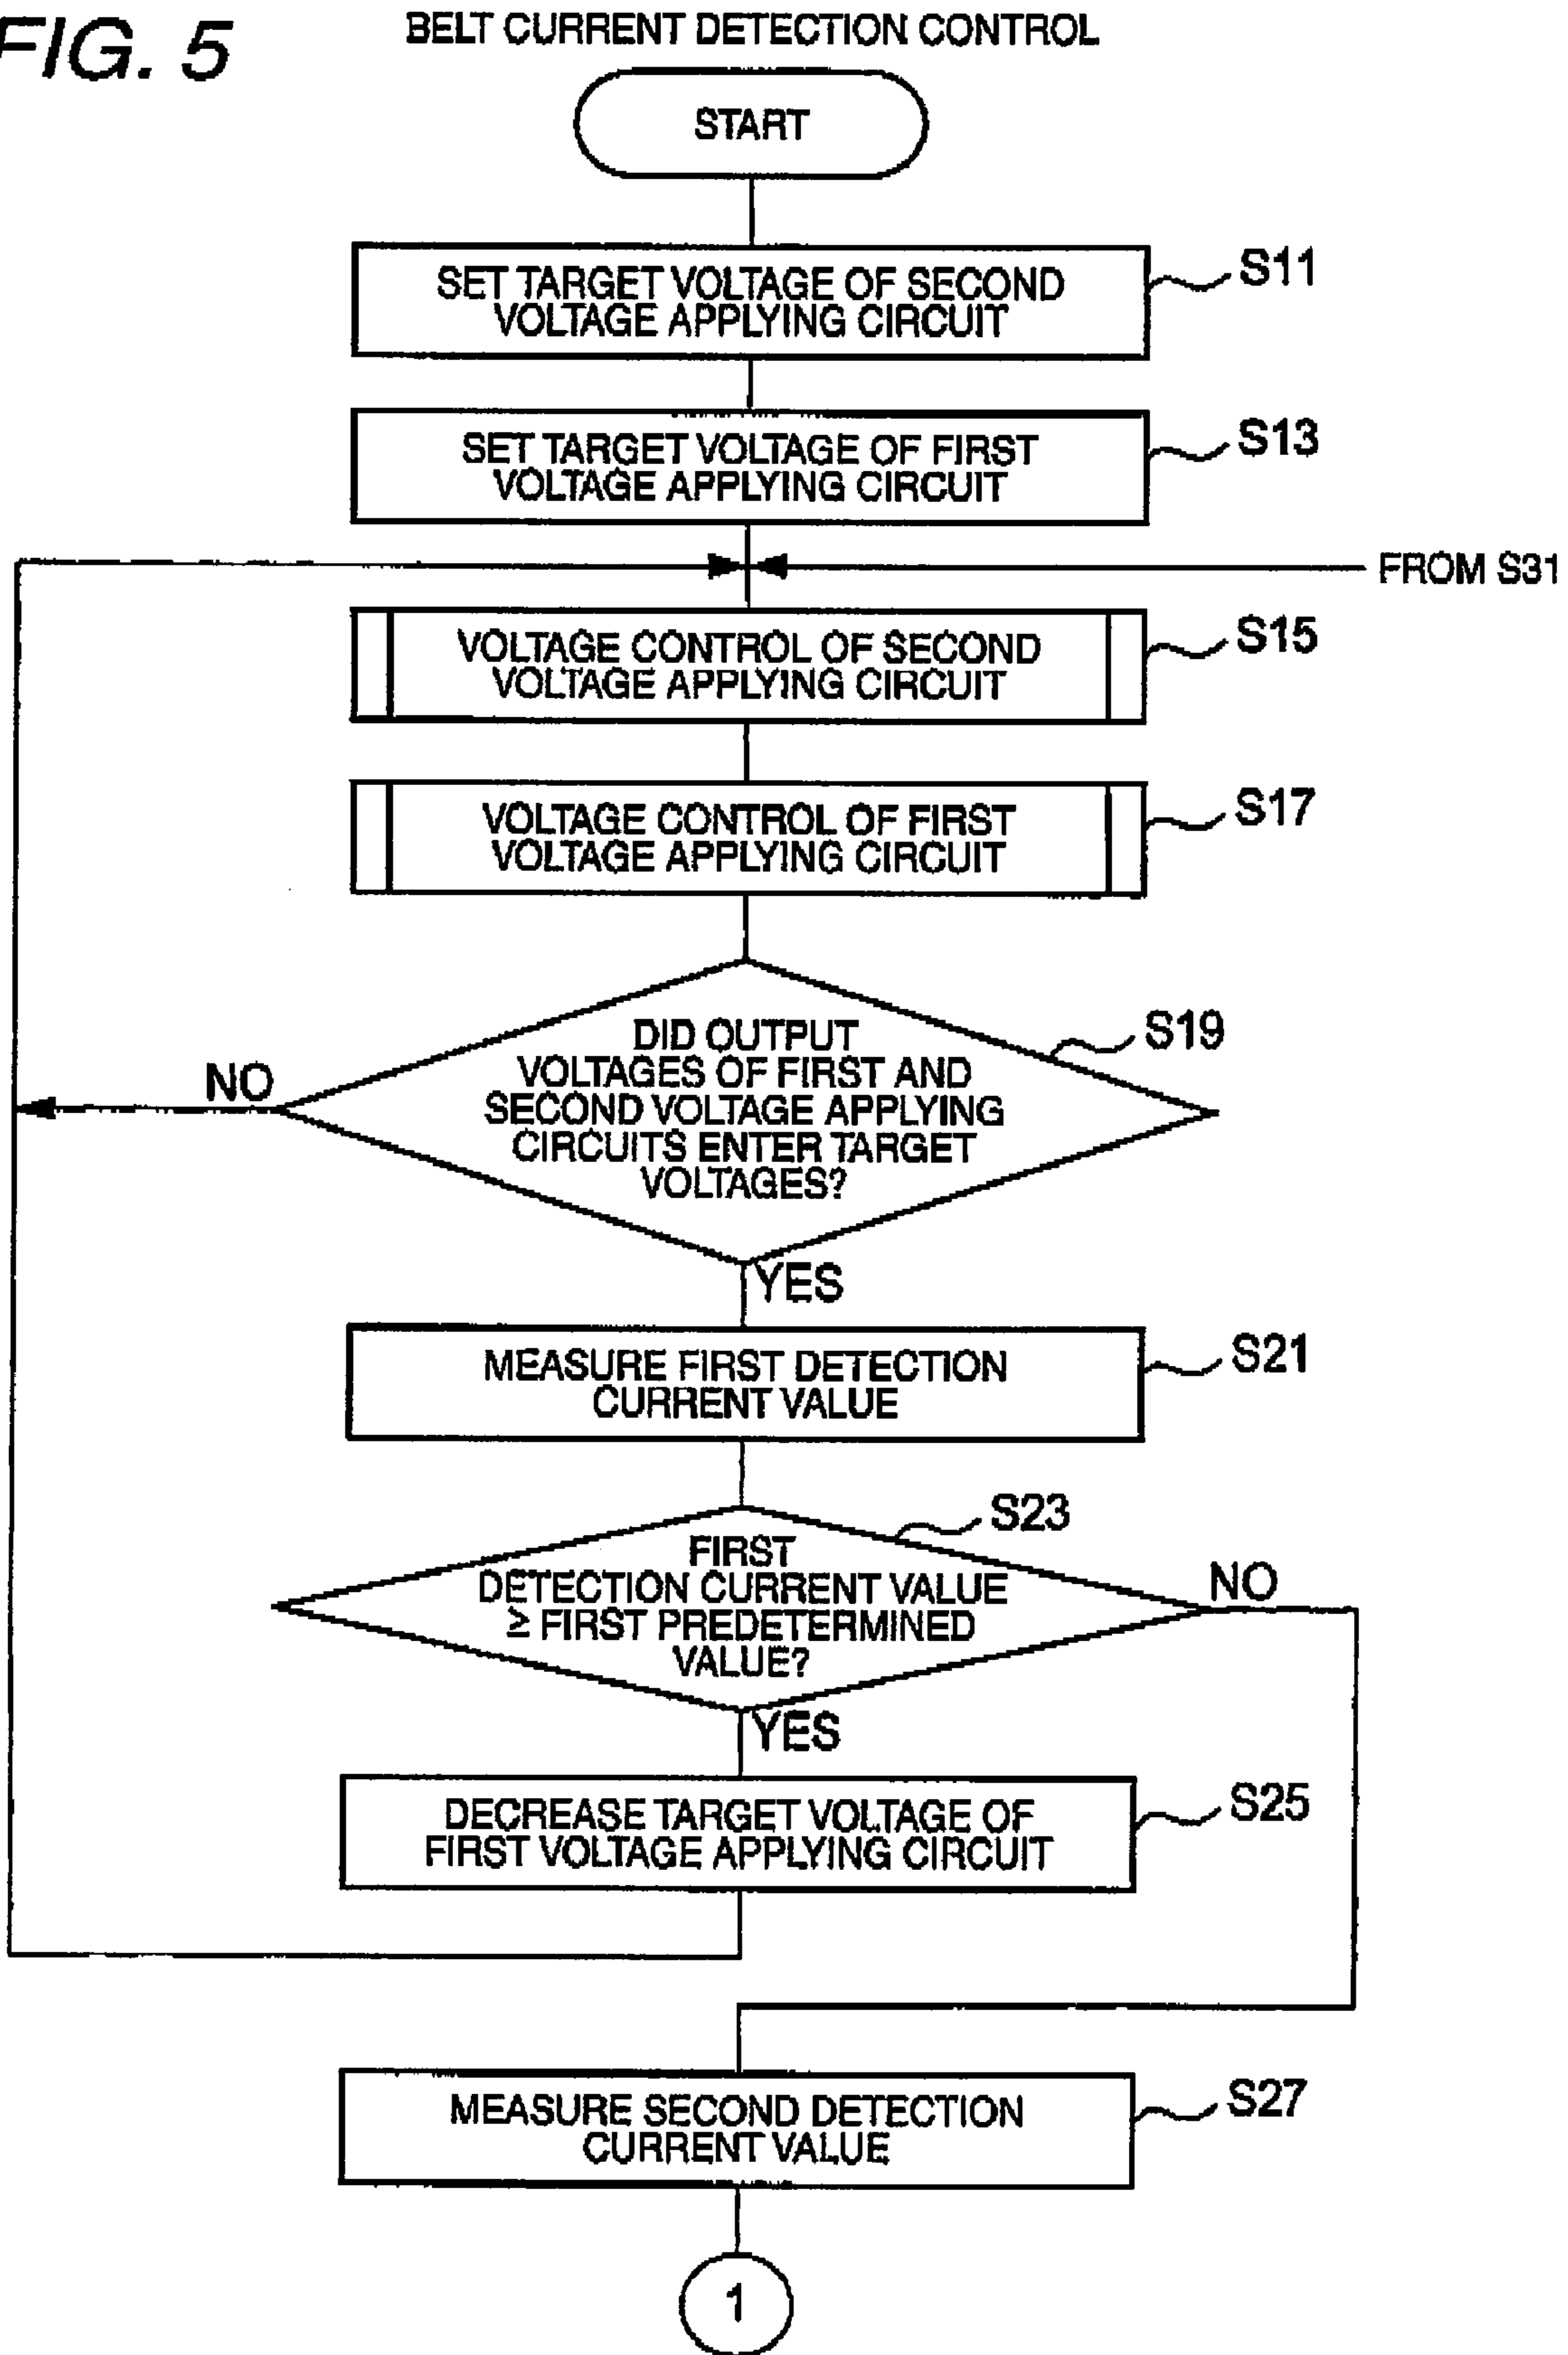 FIG. 5
BELT CURRENT DETECTION CONTROL
START
SET TARGET VOLTAGE OF SECOND
VOLTAGE APPLYING CIRCUIT
S11
SET TARGET VOLTAGE OF FIRST
VOLTAGE APPLYING CIRCUIT
S13
FROM S31
VOLTAGE CONTROL OF SECOND
VOLTAGE APPLYING CIRCUIT
S15
VOLTAGE CONTROL OF FIRST
VOLTAGE APPLYING CIRCUIT
S17
DID OUTPUT
VOLTAGES OF FIRST AND
SECOND VOLTAGE APPLYING
CIRCUITS ENTER TARGET
VOLTAGES?
S19
NO
YES
MEASURE FIRST DETECTION
CURRENT VALUE
S21
FIRST
DETECTION CURRENT VALUE
≥ FIRST PREDETERMINED
VALUE?
S23
NO
YES
DECREASE TARGET VOLTAGE OF
FIRST VOLTAGE APPLYING CIRCUIT
S25
MEASURE SECOND DETECTION
CURRENT VALUE
S27
1